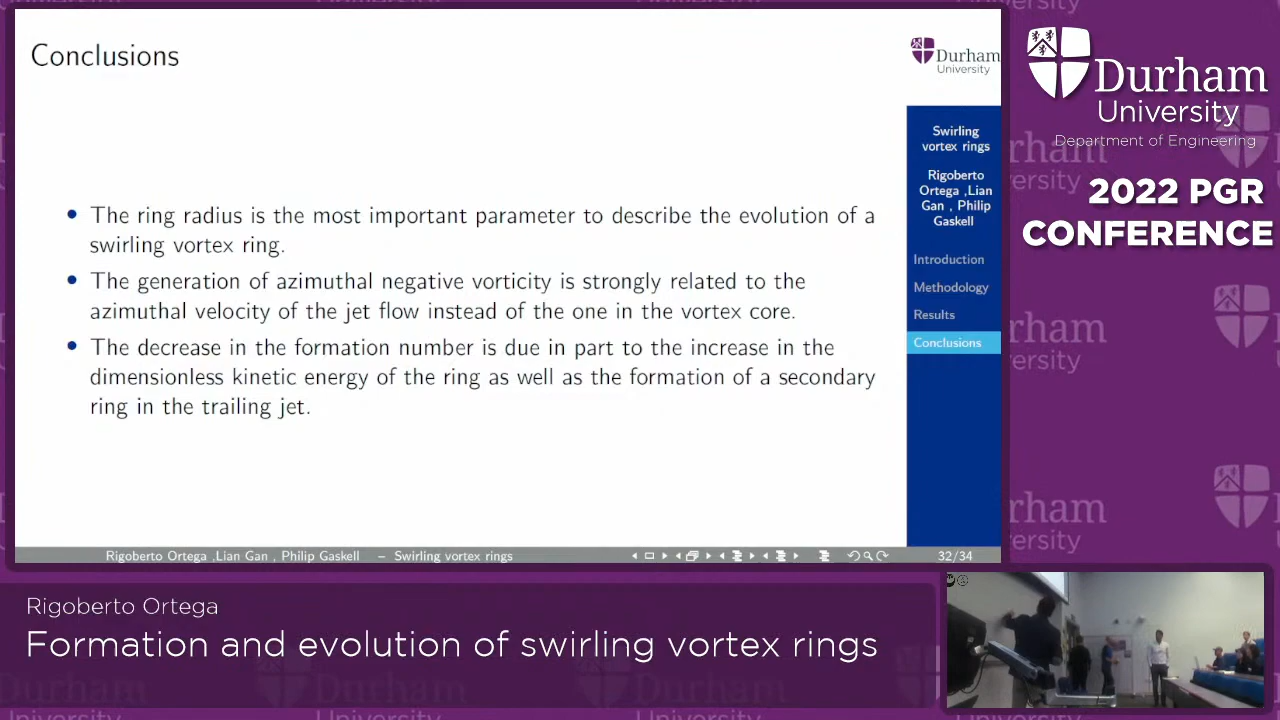 Conclusions
Durham
University
Swirling
vortex rings
Rigoberto
Ortega ,Lian
Gan , Philip
Gaskell
Introduction
Methodology
Results
Conclusions
• The ring radius is the most important parameter to describe the evolution of a
swirling vortex ring.
• The generation of azimuthal negative vorticity is strongly related to the
azimuthal velocity of the jet flow instead of the one in the vortex core.
• The decrease in the formation number is due in part to the increase in the
dimensionless kinetic energy of the ring as well as the formation of a secondary
ring in the trailing jet.
Rigoberto Ortega ,Lian Gan , Philip Gaskell – Swirling vortex rings
32/34
Durham
University
Department of Engineering
2022 PGR
CONFERENCE
Rigoberto Ortega
Formation and evolution of swirling vortex rings